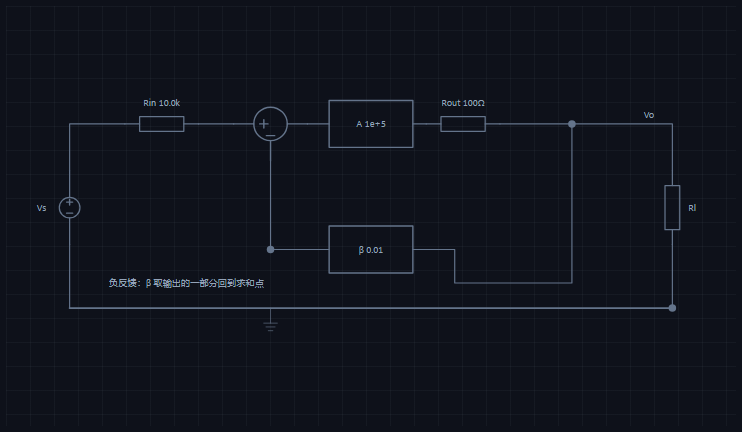 Rin 10.0k
Rout 100Ω
Vo
A 1e+5
Vs
Rl
β 0.01
负反馈：β 取输出的一部分回到求和点